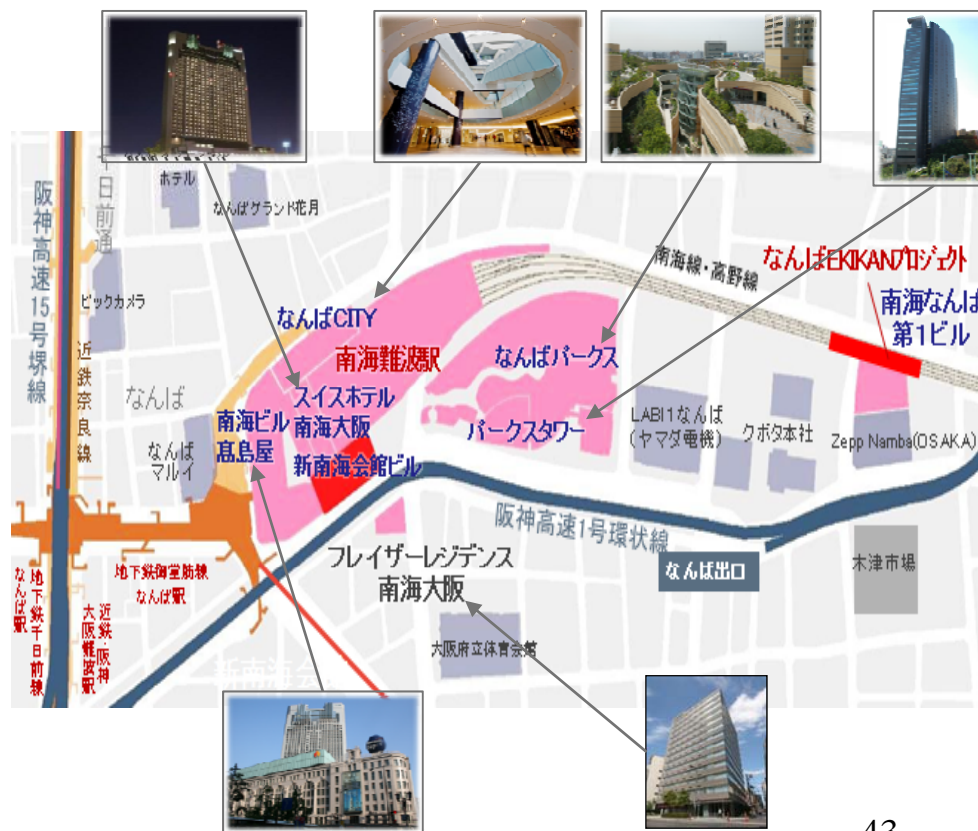 千日前通
ホテル
なんばグランド花月
阪神高速15号堺線
ビックカメラ
近鉄奈良線
なんば
なんば
マルイ
なんばCITY
南海難波駅
スイスホテル
南海大阪
南海ビル
髙島屋
新南海会館ビル
なんばパークス
パークスタワー
南海線・高野線
なんばEKIKANプロジェクト
南海なんば
第1ビル
LABI1なんば
(ヤマダ電機)
クボタ本社
Zepp Namba(OSAKA)
阪神高速1号環状線
なんば出口
木津市場
フレイザーレジデンス
南海大阪
大阪府立体育会館
地下鉄御堂筋線
なんば駅
地下鉄千日前線
なんば駅
近鉄・阪神
大阪難波駅
新南海会
43